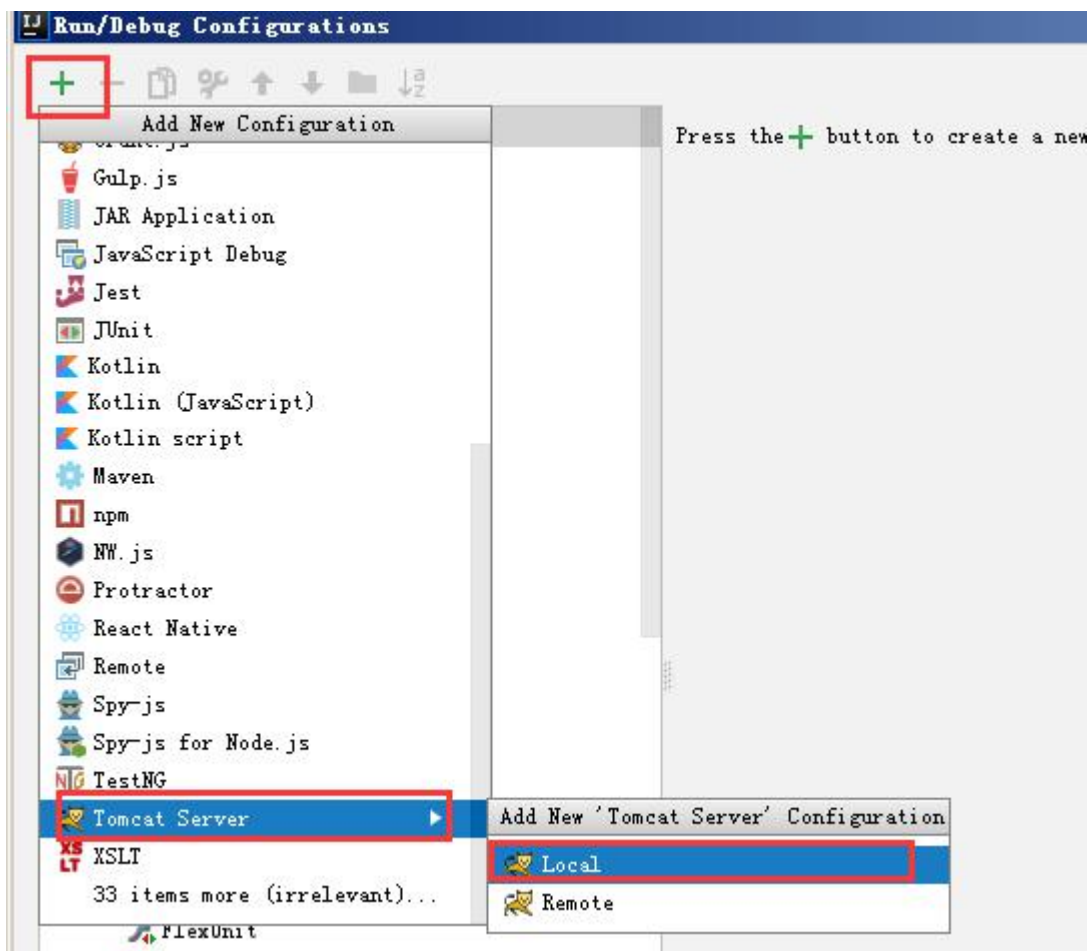 Run/Debug Configurations
Add New Configuration
Press the + button to create a new
Gulp.js
JAR Application
JavaScript Debug
Jest
JUnit
Kotlin
Kotlin (JavaScript)
Kotlin script
Maven
npm
NW.js
Protractor
React Native
Remote
Spy-js
Spy-js for Node.js
TestNG
Tomcat Server
Add New 'Tomcat Server' Configuration
XSLT
Local
33 items more (irrelevant)...
Remote
FlexUnit